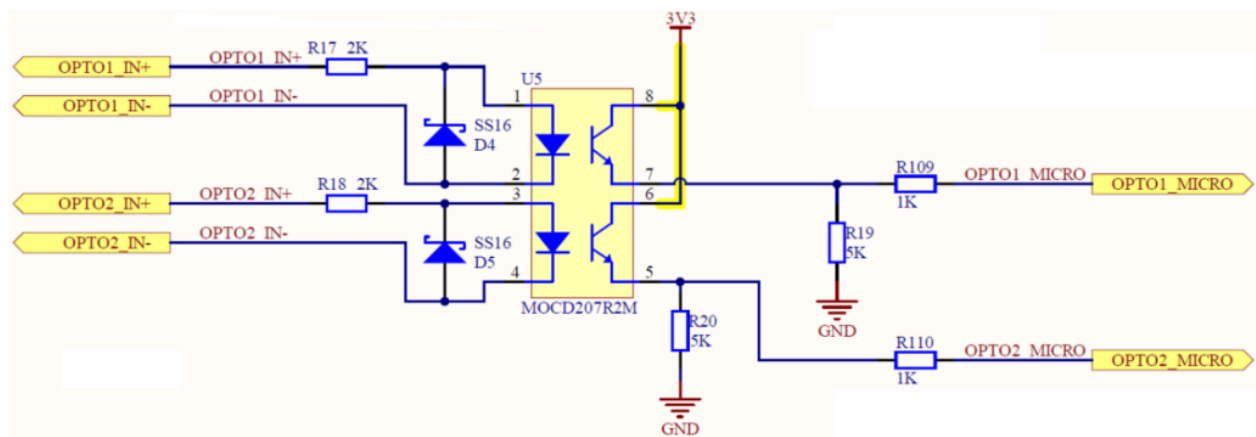 3V3
OPTO1_IN+
OPTO1_IN+
R17 2K
OPTO1_IN-
OPTO1_IN-
U5
1
8
SS16
D4
2
7
R109
1K
OPTO1_MICRO
OPTO1_MICRO
OPTO2_IN+
OPTO2_IN+
R18 2K
3
6
R19
5K
OPTO2_IN-
OPTO2_IN-
SS16
D5
4
5
MOCD207R2M
GND
R20
5K
R110
1K
OPTO2_MICRO
OPTO2_MICRO
GND